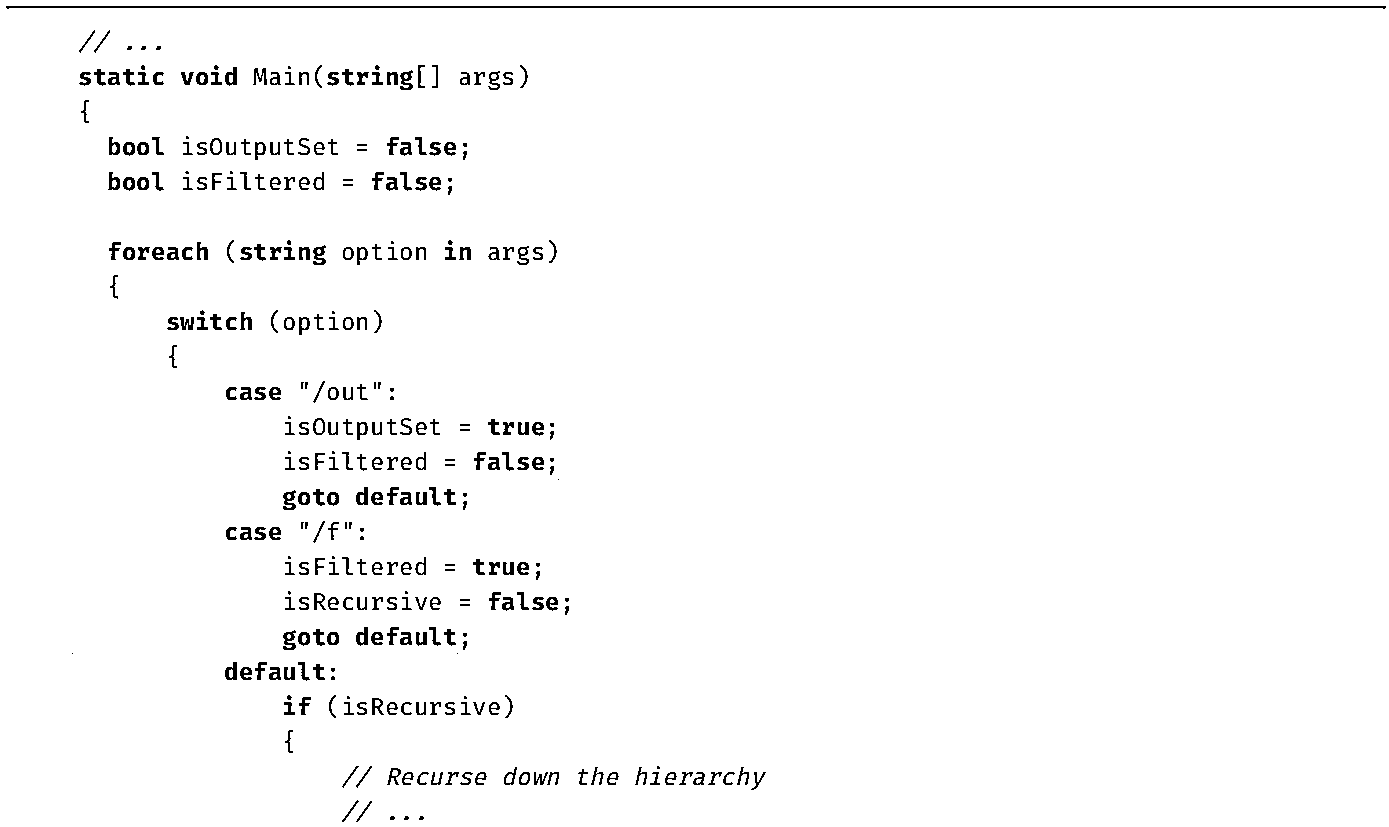 // ...
static void Main(string[] args)
{
  bool isOutputSet = false;
  bool isFiltered = false;

  foreach (string option in args)
  {
      switch (option)
      {
          case "/out":
              isOutputSet = true;
              isFiltered = false;
              goto default;
          case "/f":
              isFiltered = true;
              isRecursive = false;
              goto default;
          default:
              if (isRecursive)
              {
                  // Recurse down the hierarchy
                  // ...